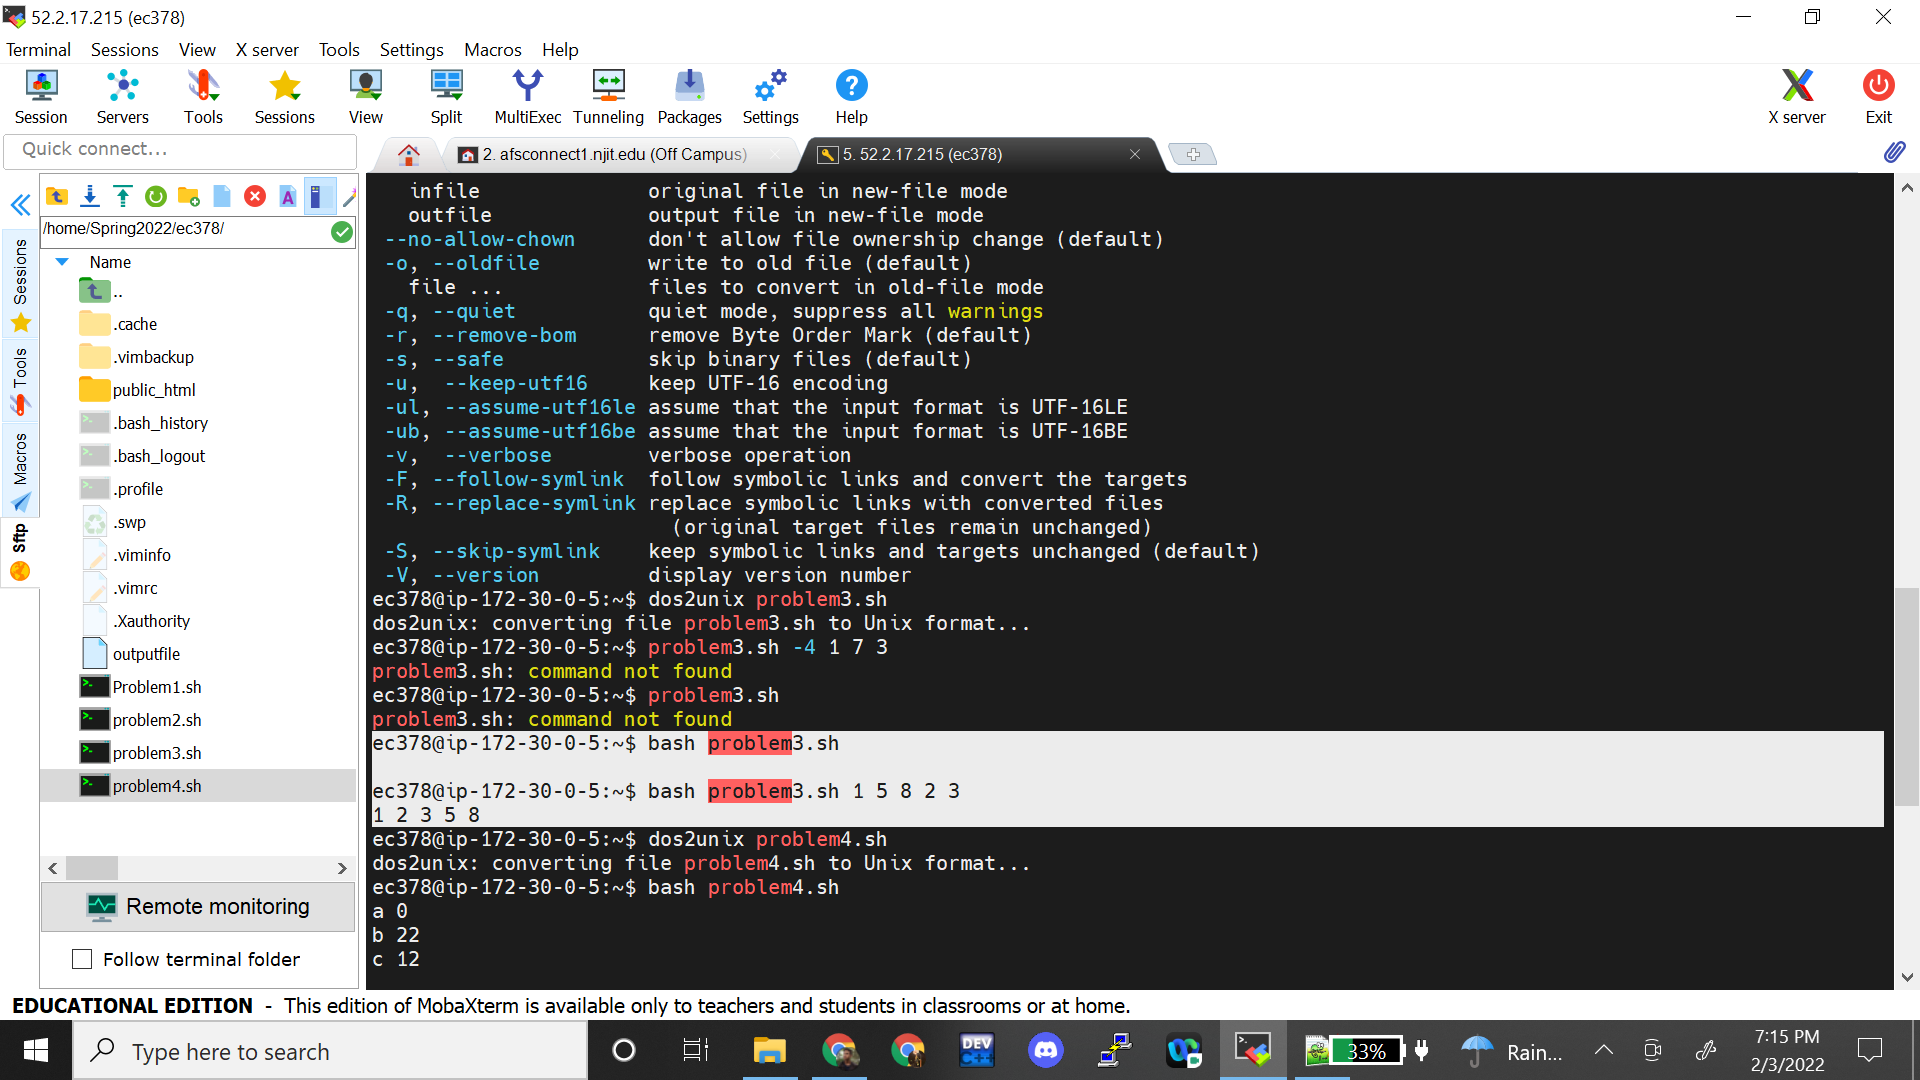 52.2.17.215 (ec378)
Terminal Sessions View X server Tools Settings Macros Help
Session Servers Tools Sessions View Split MultiExec Tunneling Packages Settings Help X server Exit
Quick connect...
2. afsconnect1.njit.edu (Off Campus)
5. 52.2.17.215 (ec378)
Sessions
Tools
Macros
Sftp
/home/Spring2022/ec378/
Name
..
.cache
.vimbackup
public_html
.bash_history
.bash_logout
.profile
.swp
.viminfo
.vimrc
.Xauthority
outputfile
Problem1.sh
problem2.sh
problem3.sh
problem4.sh
Remote monitoring
Follow terminal folder
infile original file in new-file mode
outfile output file in new-file mode
--no-allow-chown don't allow file ownership change (default)
-o, --oldfile write to old file (default)
file ... files to convert in old-file mode
-q, --quiet quiet mode, suppress all warnings
-r, --remove-bom remove Byte Order Mark (default)
-s, --safe skip binary files (default)
-u, --keep-utf16 keep UTF-16 encoding
-ul, --assume-utf16le assume that the input format is UTF-16LE
-ub, --assume-utf16be assume that the input format is UTF-16BE
-v, --verbose verbose operation
-F, --follow-symlink follow symbolic links and convert the targets
-R, --replace-symlink replace symbolic links with converted files
(original target files remain unchanged)
-S, --skip-symlink keep symbolic links and targets unchanged (default)
-V, --version display version number
ec378@ip-172-30-0-5:~$ dos2unix problem3.sh
dos2unix: converting file problem3.sh to Unix format...
ec378@ip-172-30-0-5:~$ problem3.sh -4 1 7 3
problem3.sh: command not found
ec378@ip-172-30-0-5:~$ problem3.sh
problem3.sh: command not found
ec378@ip-172-30-0-5:~$ bash problem3.sh
ec378@ip-172-30-0-5:~$ bash problem3.sh 1 5 8 2 3
1 2 3 5 8
ec378@ip-172-30-0-5:~$ dos2unix problem4.sh
dos2unix: converting file problem4.sh to Unix format...
ec378@ip-172-30-0-5:~$ bash problem4.sh
a 0
b 22
c 12
EDUCATIONAL EDITION - This edition of MobaXterm is available only to teachers and students in classrooms or at home.
Type here to search
DEV
C++
33%
Rain...
7:15 PM
2/3/2022